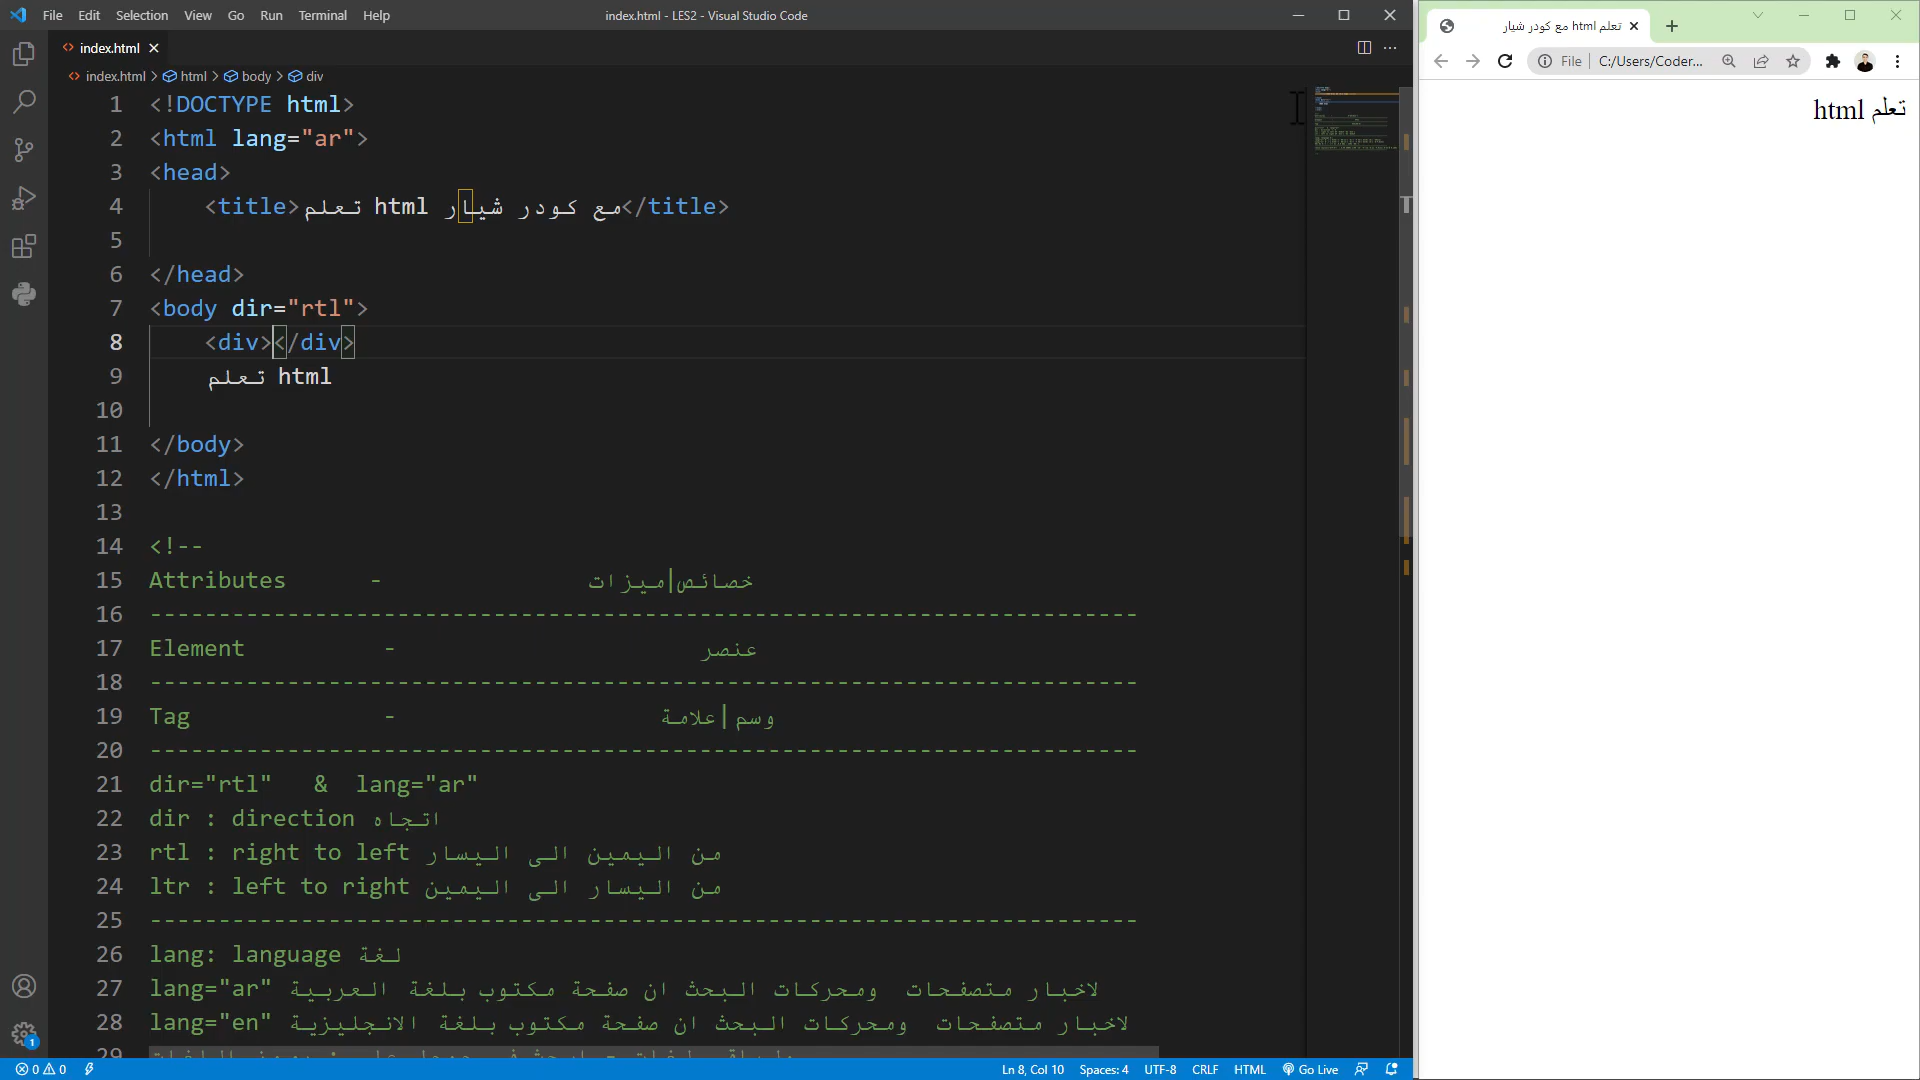 File Edit Selection View Go Run Terminal Help
index.html - LES2 - Visual Studio Code
index.html
index.html > html > body > div
1 <!DOCTYPE html>
2 <html lang="ar">
3 <head>
4 <title>تعلم html مع كودر شيار</title>
5
6 </head>
7 <body dir="rtl">
8 <div></div>
9 تعلم html
10
11 </body>
12 </html>
13
14 <!--
15 Attributes - خصائص|ميزات
16 ------------------------------------------------------------------------
17 Element - عنصر
18 ------------------------------------------------------------------------
19 Tag - وسم|علامة
20 ------------------------------------------------------------------------
21 dir="rtl" & lang="ar"
22 dir : direction اتجاه
23 rtl : right to left من اليمين الى اليسار
24 ltr : left to right من اليسار الى اليمين
25 ------------------------------------------------------------------------
26 lang: language لغة
27 lang="ar" لاخبار متصفحات ومحركات البحث ان صفحة مكتوب بلغة العربية
28 lang="en" لاخبار متصفحات ومحركات البحث ان صفحة مكتوب بلغة الانجليزية
29
1
0 0
Ln 8, Col 10 Spaces: 4 UTF-8 CRLF HTML Go Live
تعلم html مع كودر شيار
File C:/Users/Coder...
تعلم html